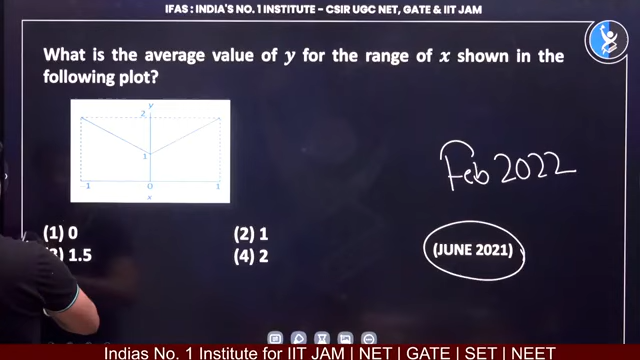 IFAS : INDIA'S NO. 1 INSTITUTE – CSIR UGC NET, GATE & IIT JAM
What is the average value of y for the range of x shown in the
following plot?
y
2
1
-1 0 1
x
Feb 2022
(1) 0 (2) 1
(3) 1.5 (4) 2
(JUNE 2021)
Indias No. 1 Institute for IIT JAM | NET | GATE | SET | NEET